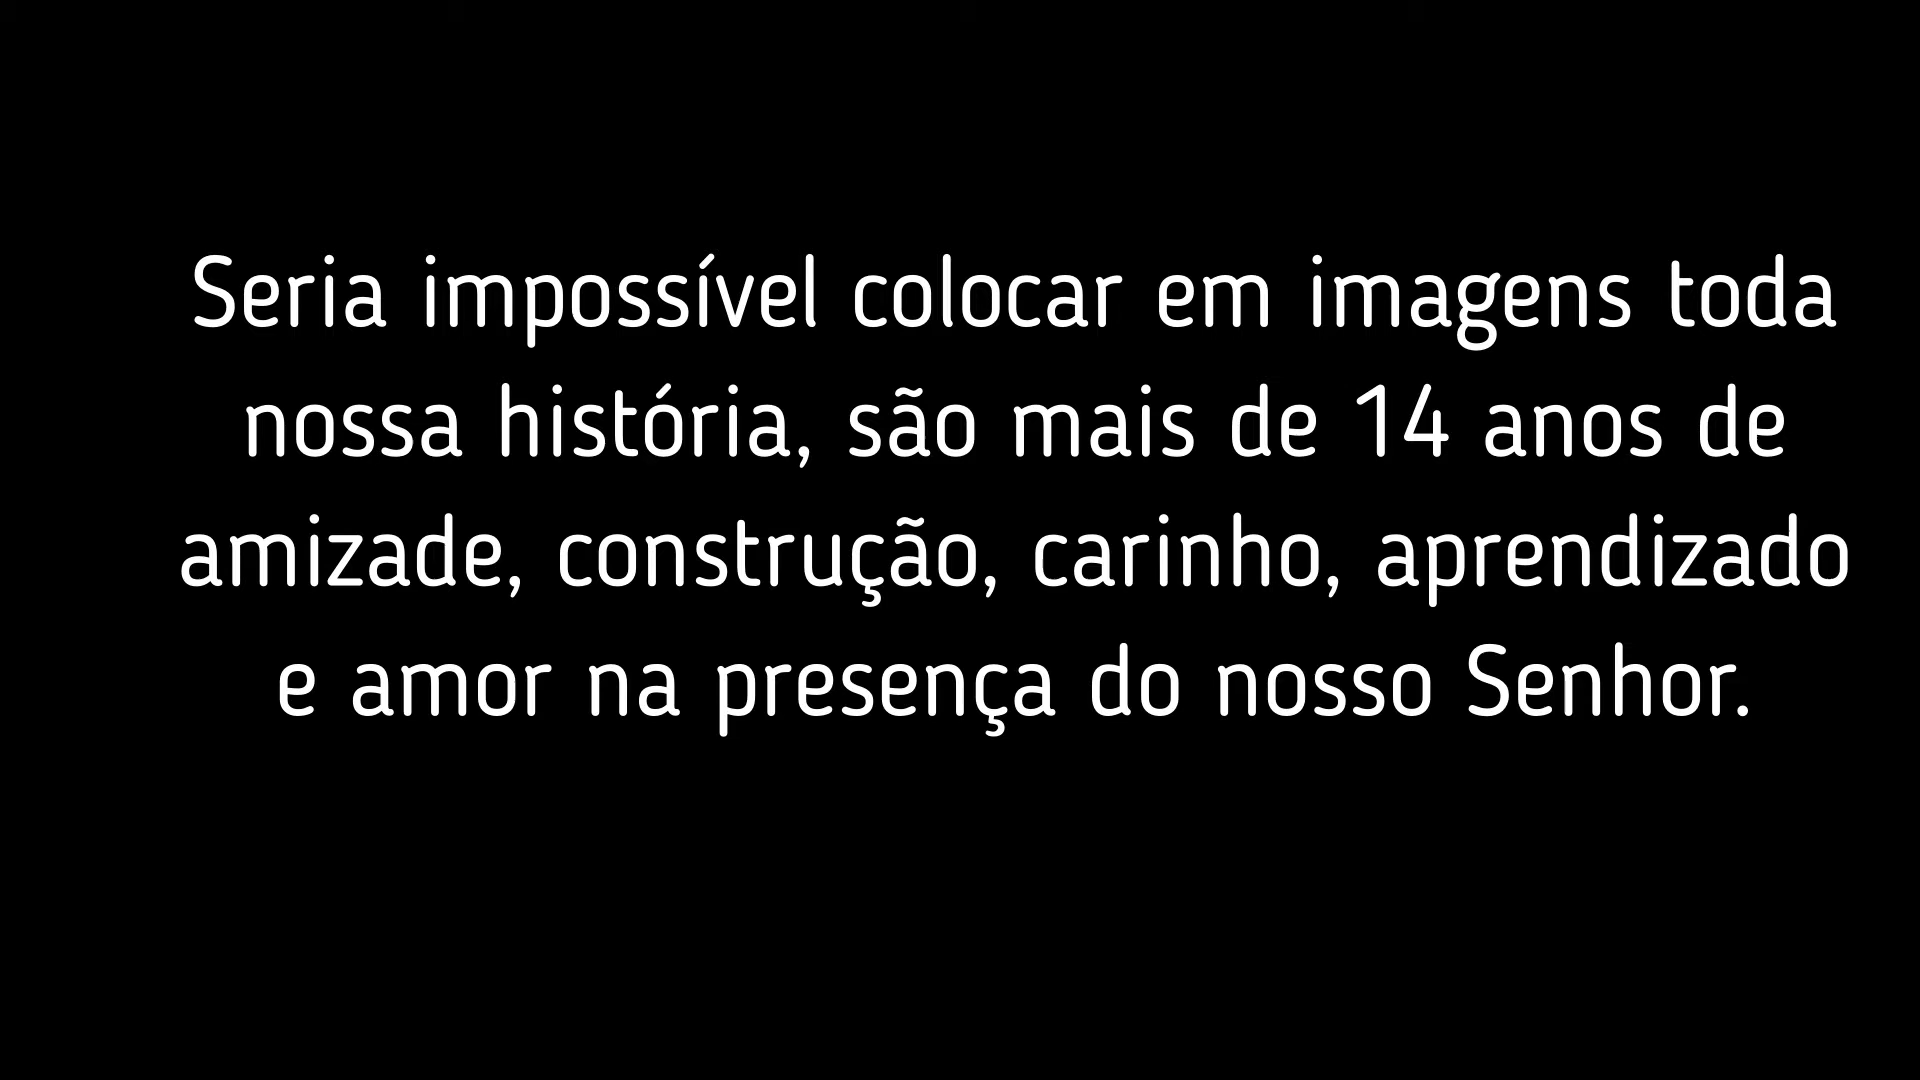 Seria impossível colocar em imagens toda
nossa história, são mais de 14 anos de
amizade, construção, carinho, aprendizado
e amor na presença do nosso Senhor.